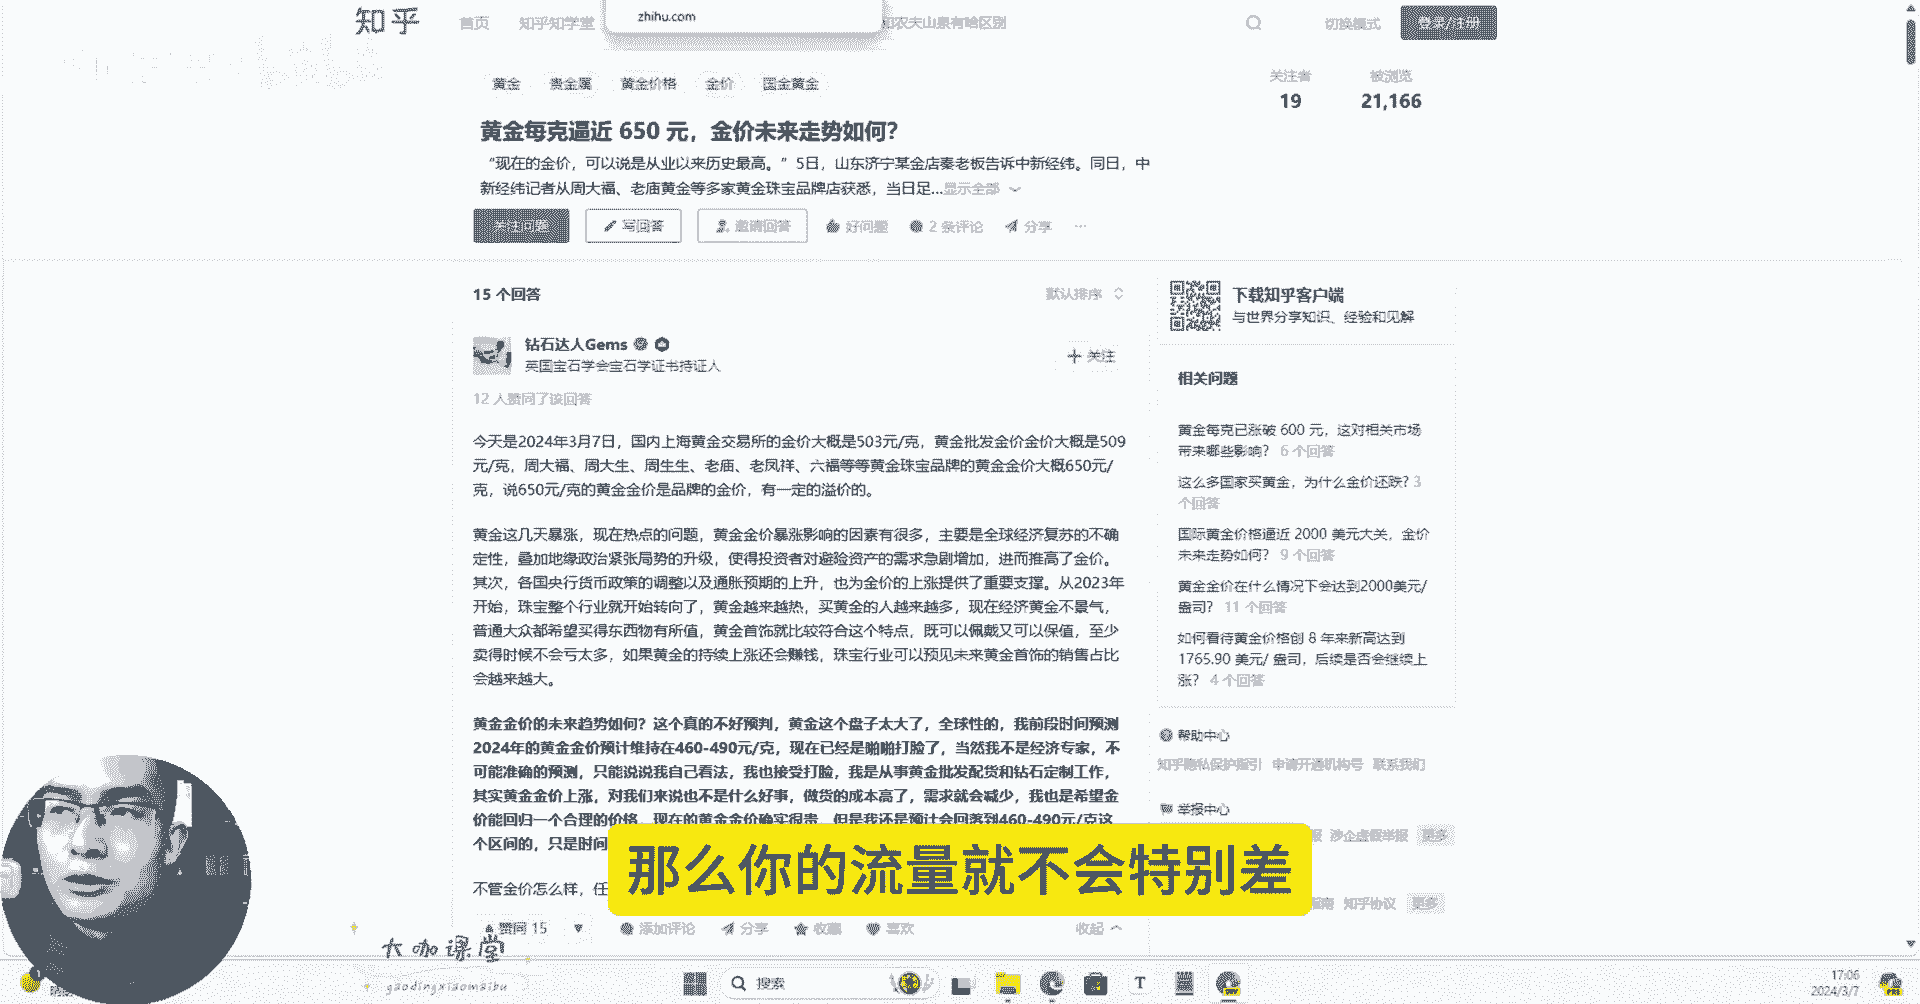 知乎
首页 知乎知学堂
zhihu.com
和农夫山泉有啥区别
切换模式
登录/注册
黄金 贵金属 黄金价格 金价 国金黄金
关注者
19
被浏览
21,166
黄金每克逼近 650 元，金价未来走势如何？
“现在的金价，可以说是从业以来历史最高。”5日，山东济宁某金店秦老板告诉中新经纬。同日，中
新经纬记者从周大福、老庙黄金等多家黄金珠宝品牌店获悉，当日足...显示全部
关注问题 写回答 邀请回答 好问题 2 条评论 分享 ...
15 个回答
默认排序
钻石达人Gems
英国宝石学会宝石学证书持证人
+ 关注
12 人赞同了该回答
今天是2024年3月7日，国内上海黄金交易所的金价大概是503元/克，黄金批发金价金价大概是509
元/克，周大福、周大生、周生生、老庙、老凤祥、六福等等黄金珠宝品牌的黄金金价大概650元/
克，说650元/克的黄金金价是品牌的金价，有一定的溢价的。
黄金这几天暴涨，现在热点的问题，黄金金价暴涨影响的因素有很多，主要是全球经济复苏的不确
定性，叠加地缘政治紧张局势的升级，使得投资者对避险资产的需求急剧增加，进而推高了金价。
其次，各国央行货币政策的调整以及通胀预期的上升，也为金价的上涨提供了重要支撑。从2023年
开始，珠宝整个行业就开始转向了，黄金越来越热，买黄金的人越来越多，现在经济黄金不景气，
普通大众都希望买得东西物有所值，黄金首饰就比较符合这个特点，既可以佩戴又可以保值，至少
卖得时候不会亏太多，如果黄金的持续上涨还会赚钱，珠宝行业可以预见未来黄金首饰的销售占比
会越来越大。
黄金金价的未来趋势如何？这个真的不好预判，黄金这个盘子太大了，全球性的，我前段时间预测
2024年的黄金金价预计维持在460-490元/克，现在已经是啪啪打脸了，当然我不是经济专家，不
可能准确的预测，只能说说我自己看法，我也接受打脸，我是从事黄金批发配货和钻石定制工作，
其实黄金金价上涨，对我们来说也不是什么好事，做货的成本高了，需求就会减少，我也是希望金
价能回归一个合理的价格，现在的黄金金价确实很贵，但是我还是预计会回落到460-490元/克这
个区间的，只是时间
不管金价怎么样，任
赞同 15 添加评论 分享 收藏 喜欢 收起
下载知乎客户端
与世界分享知识、经验和见解
相关问题
黄金每克已涨破 600 元，这对相关市场
带来哪些影响？ 6 个回答
这么多国家买黄金，为什么金价还跌? 3
个回答
国际黄金价格逼近 2000 美元大关，金价
未来走势如何？ 9 个回答
黄金金价在什么情况下会达到2000美元/
盎司？ 11 个回答
如何看待黄金价格创 8 年来新高达到
1765.90 美元/ 盎司，后续是否会继续上
涨？ 4 个回答
帮助中心
知乎隐私保护指引 申请开通机构号 联系我们
举报中心
涉企虚假举报 更多
指南 知乎协议 更多
那么你的流量就不会特别差
大咖课堂
gaodingxiaomaibu
搜索
17:06
2024/3/7